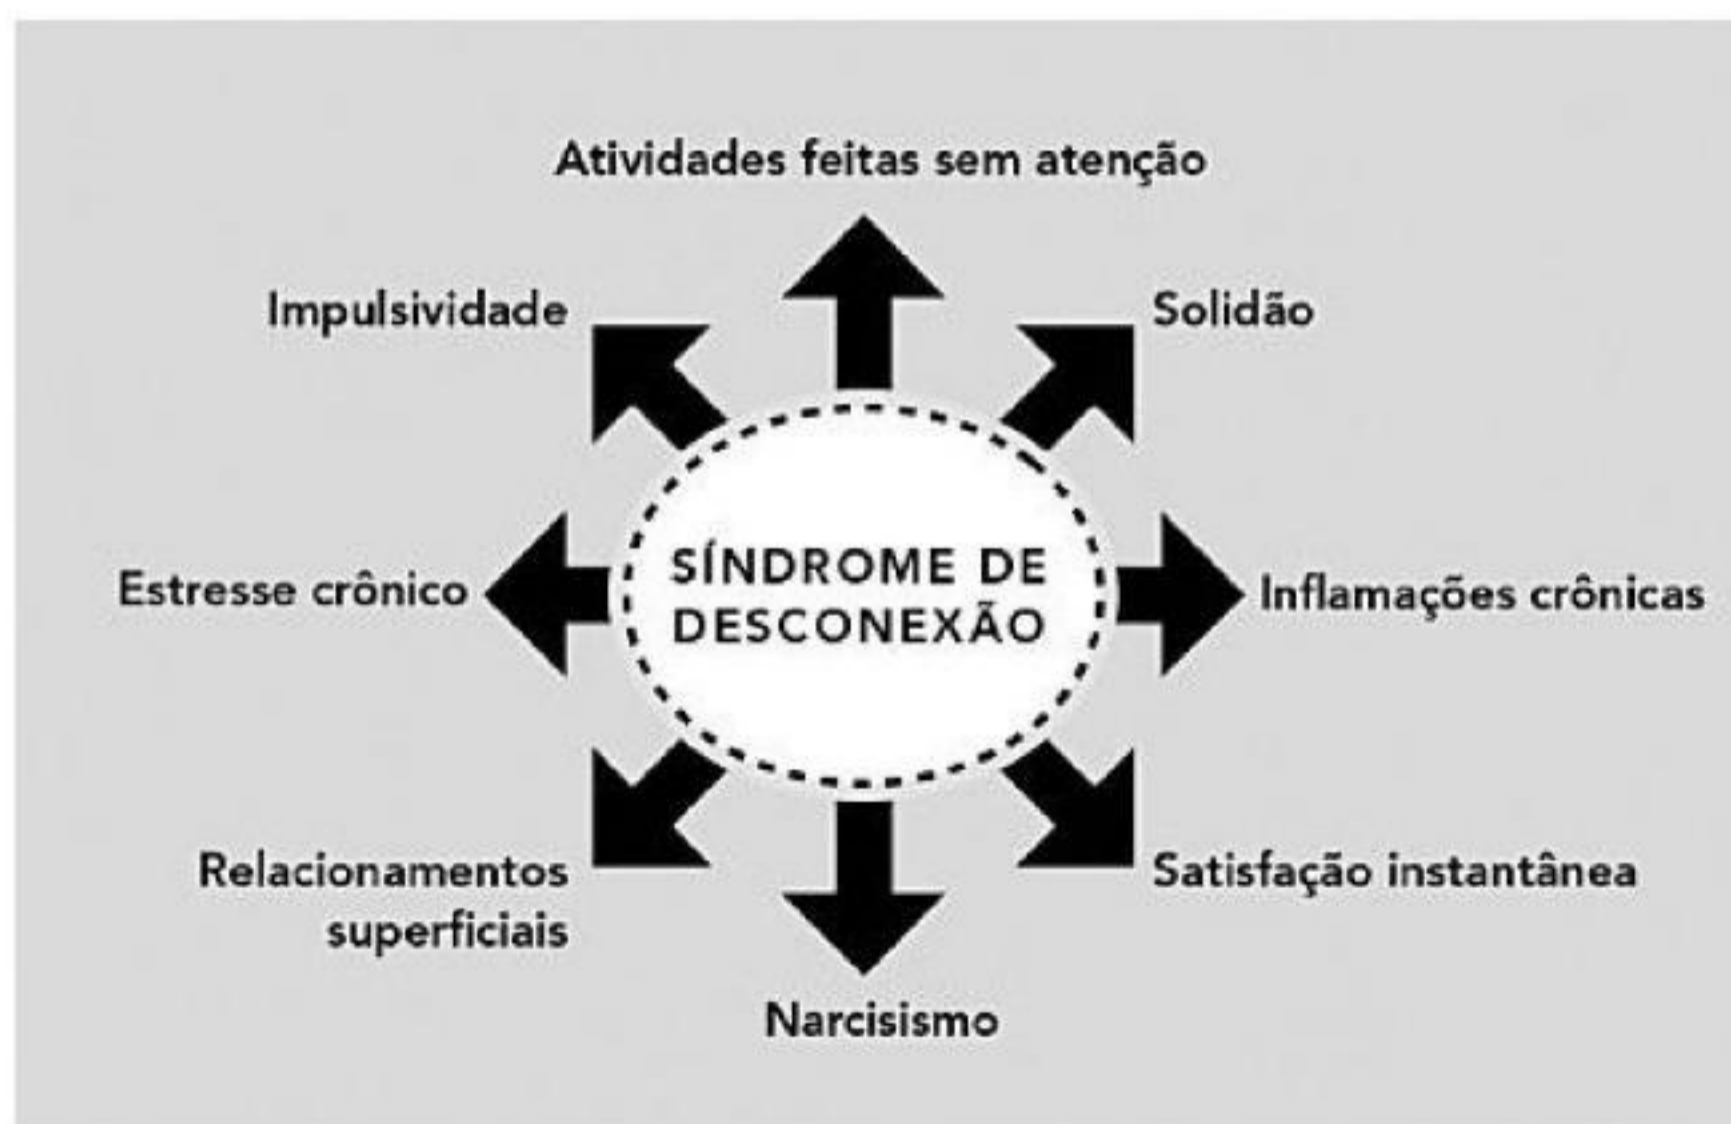 Atividades feitas sem atenção
Impulsividade
Solidão
SÍNDROME DE
DESCONEXÃO
Estresse crônico
Inflamações crônicas
Relacionamentos
superficiais
Satisfação instantânea
Narcisismo